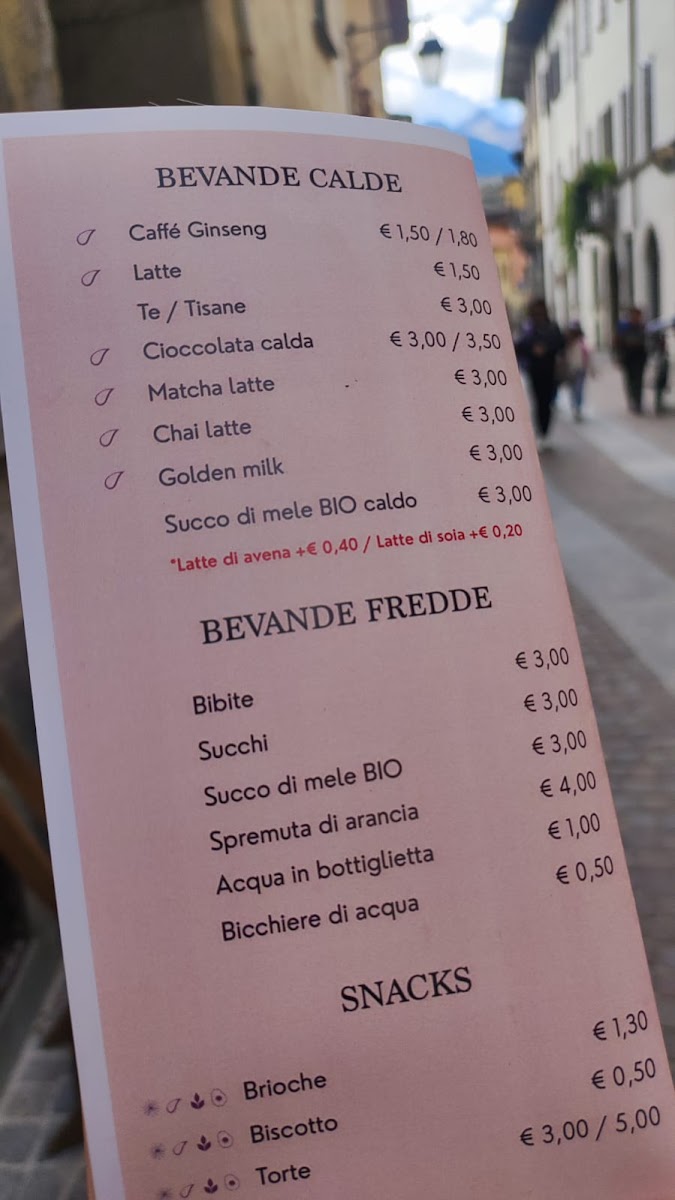 BEVANDE CALDE
Caffé Ginseng € 1,50 / 1,80
Latte € 1,50
Te / Tisane € 3,00
Cioccolata calda € 3,00 / 3,50
Matcha latte € 3,00
Chai latte € 3,00
Golden milk € 3,00
Succo di mele BIO caldo € 3,00
*Latte di avena +€ 0,40 / Latte di soia +€ 0,20
BEVANDE FREDDE
Bibite € 3,00
Succhi € 3,00
Succo di mele BIO € 3,00
Spremuta di arancia € 4,00
Acqua in bottiglietta € 1,00
Bicchiere di acqua € 0,50
SNACKS
Brioche € 1,30
Biscotto € 0,50
Torte € 3,00 / 5,00